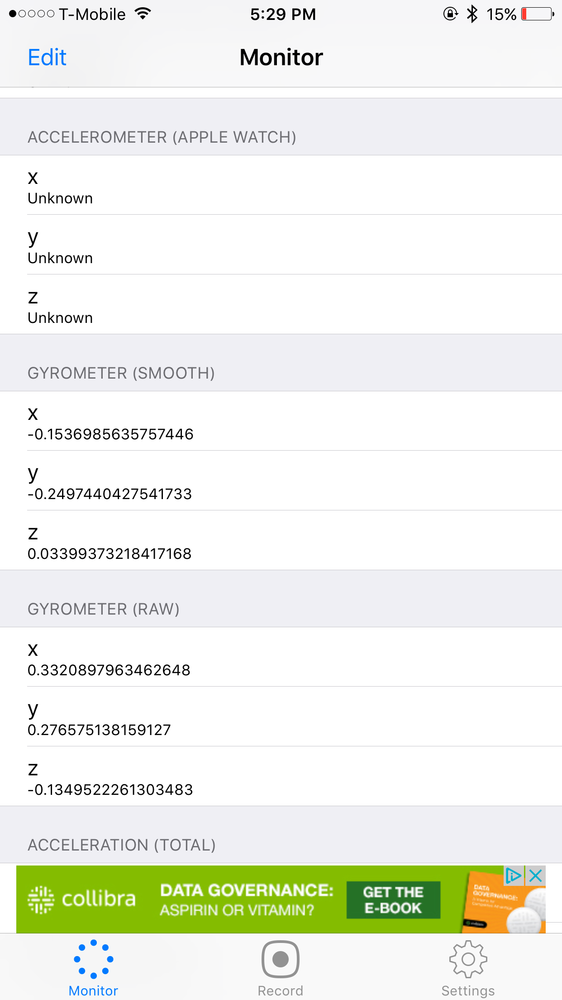 T-Mobile 5:29 PM 15%
Edit Monitor
ACCELEROMETER (APPLE WATCH)
x
Unknown
y
Unknown
z
Unknown
GYROMETER (SMOOTH)
x
-0.1536985635757446
y
-0.2497440427541733
z
0.03399373218417168
GYROMETER (RAW)
x
0.3320897963462648
y
0.276575138159127
z
-0.1349522261303483
ACCELERATION (TOTAL)
collibra
DATA GOVERNANCE:
ASPIRIN OR VITAMIN?
GET THE
E-BOOK
DATA
GOVERNANCE:
Monitor Record Settings